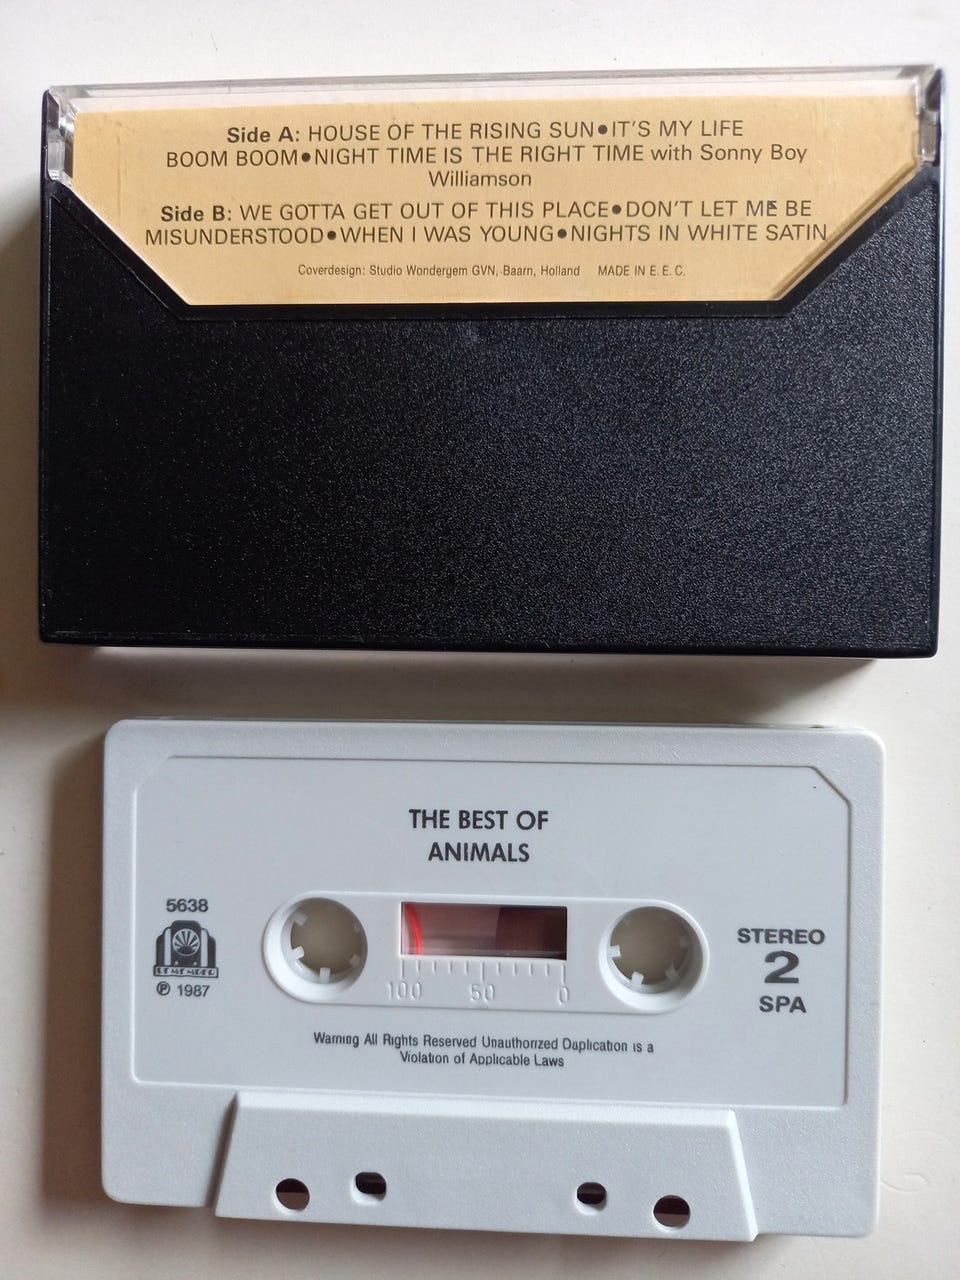 Side A: HOUSE OF THE RISING SUN•IT'S MY LIFE
BOOM BOOM•NIGHT TIME IS THE RIGHT TIME with Sonny Boy
Williamson
Side B: WE GOTTA GET OUT OF THIS PLACE•DON'T LET ME BE
MISUNDERSTOOD•WHEN I WAS YOUNG•NIGHTS IN WHITE SATIN
Coverdesign: Studio Wondergem GVN, Baarn, Holland MADE IN E.E.C.
THE BEST OF
ANIMALS
5638
REMEMBER
℗ 1987
STEREO
2
SPA
100 50 0
Warning All Rights Reserved Unauthorized Duplication is a
Violation of Applicable Laws